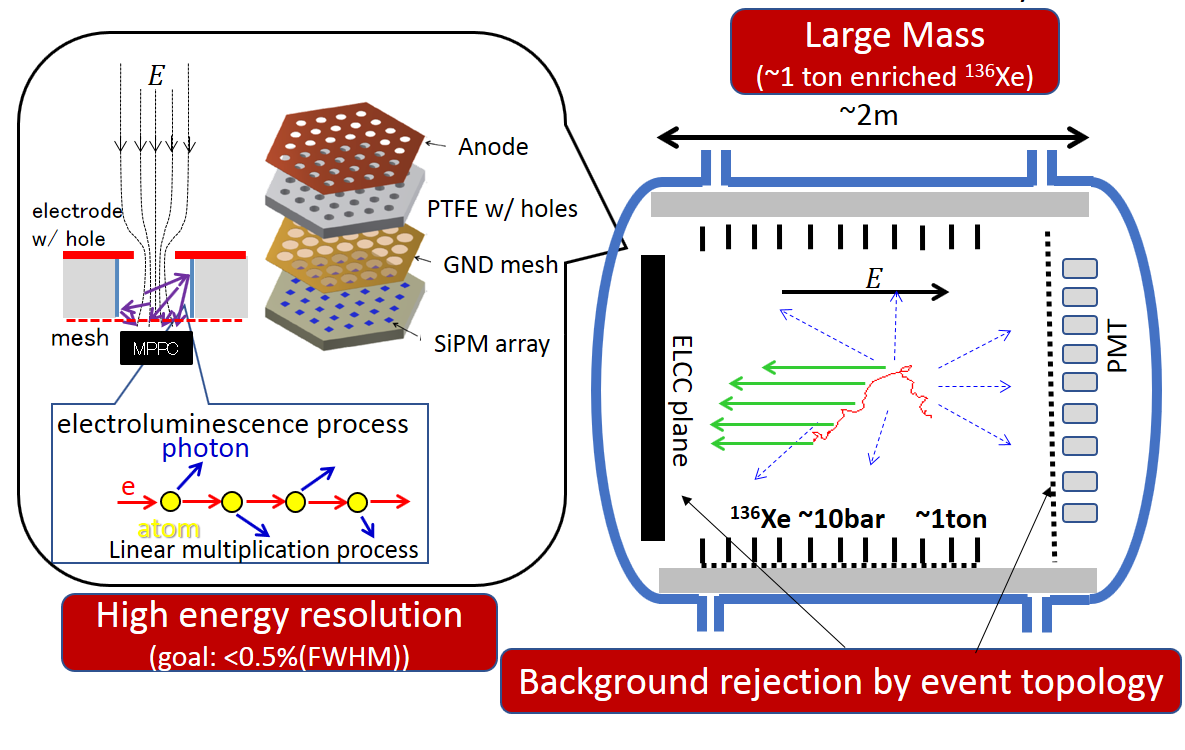 Large Mass
(~1 ton enriched ¹³⁶Xe)
~2m
E
electrode
w/ hole
mesh
MPPC
Anode
PTFE w/ holes
GND mesh
SiPM array
electroluminescence process
photon
e
atom
Linear multiplication process
High energy resolution
(goal: <0.5%(FWHM))
E
ELCC plane
PMT
¹³⁶Xe ~10bar ~1ton
Background rejection by event topology